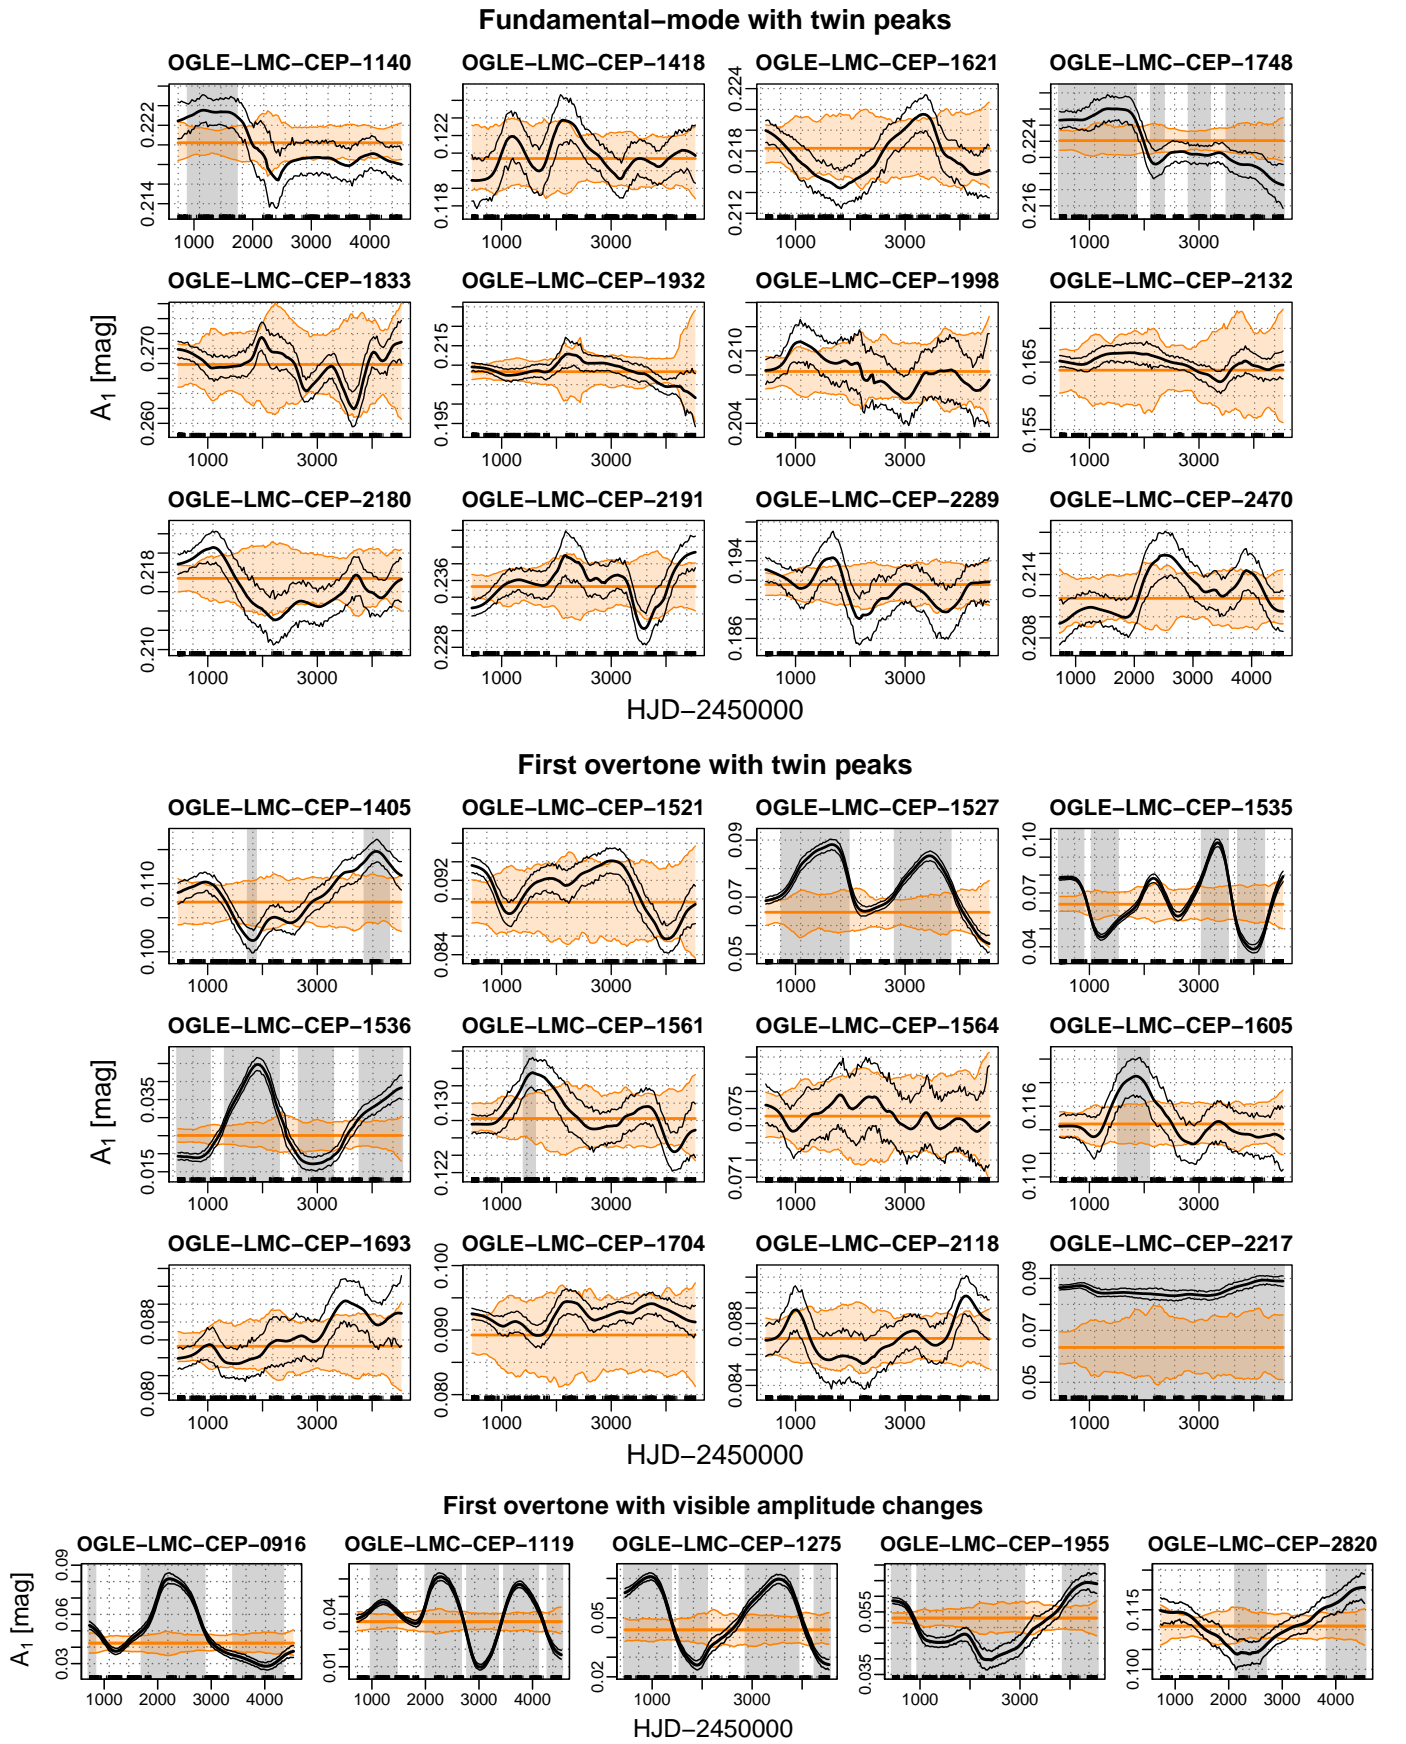 Fundamental−mode with twin peaks
OGLE−LMC−CEP−1140 OGLE−LMC−CEP−1418 OGLE−LMC−CEP−1621 OGLE−LMC−CEP−1748
0.214 0.222 0.118 0.122 0.212 0.218 0.224 0.216 0.224
1000 2000 3000 4000 1000 3000 1000 3000 1000 3000
OGLE−LMC−CEP−1833 OGLE−LMC−CEP−1932 OGLE−LMC−CEP−1998 OGLE−LMC−CEP−2132
A1 [mag]
0.260 0.270 0.195 0.215 0.204 0.210 0.155 0.165
1000 3000 1000 3000 1000 3000 1000 3000
OGLE−LMC−CEP−2180 OGLE−LMC−CEP−2191 OGLE−LMC−CEP−2289 OGLE−LMC−CEP−2470
0.210 0.218 0.228 0.236 0.186 0.194 0.208 0.214
1000 3000 1000 3000 1000 3000 1000 2000 3000 4000
HJD−2450000
First overtone with twin peaks
OGLE−LMC−CEP−1405 OGLE−LMC−CEP−1521 OGLE−LMC−CEP−1527 OGLE−LMC−CEP−1535
0.100 0.110 0.084 0.092 0.05 0.07 0.09 0.04 0.07 0.10
1000 3000 1000 3000 1000 3000 1000 3000
OGLE−LMC−CEP−1536 OGLE−LMC−CEP−1561 OGLE−LMC−CEP−1564 OGLE−LMC−CEP−1605
A1 [mag]
0.015 0.035 0.122 0.130 0.071 0.075 0.110 0.116
1000 3000 1000 3000 1000 3000 1000 3000
OGLE−LMC−CEP−1693 OGLE−LMC−CEP−1704 OGLE−LMC−CEP−2118 OGLE−LMC−CEP−2217
0.080 0.088 0.080 0.090 0.100 0.084 0.088 0.05 0.07 0.09
1000 3000 1000 3000 1000 3000 1000 3000
HJD−2450000
First overtone with visible amplitude changes
OGLE−LMC−CEP−0916 OGLE−LMC−CEP−1119 OGLE−LMC−CEP−1275 OGLE−LMC−CEP−1955 OGLE−LMC−CEP−2820
A1 [mag]
0.03 0.06 0.09 0.01 0.04 0.02 0.05 0.035 0.055 0.100 0.115
1000 2000 3000 4000 1000 2000 3000 4000 1000 3000 1000 3000 1000 2000 3000 4000
HJD−2450000